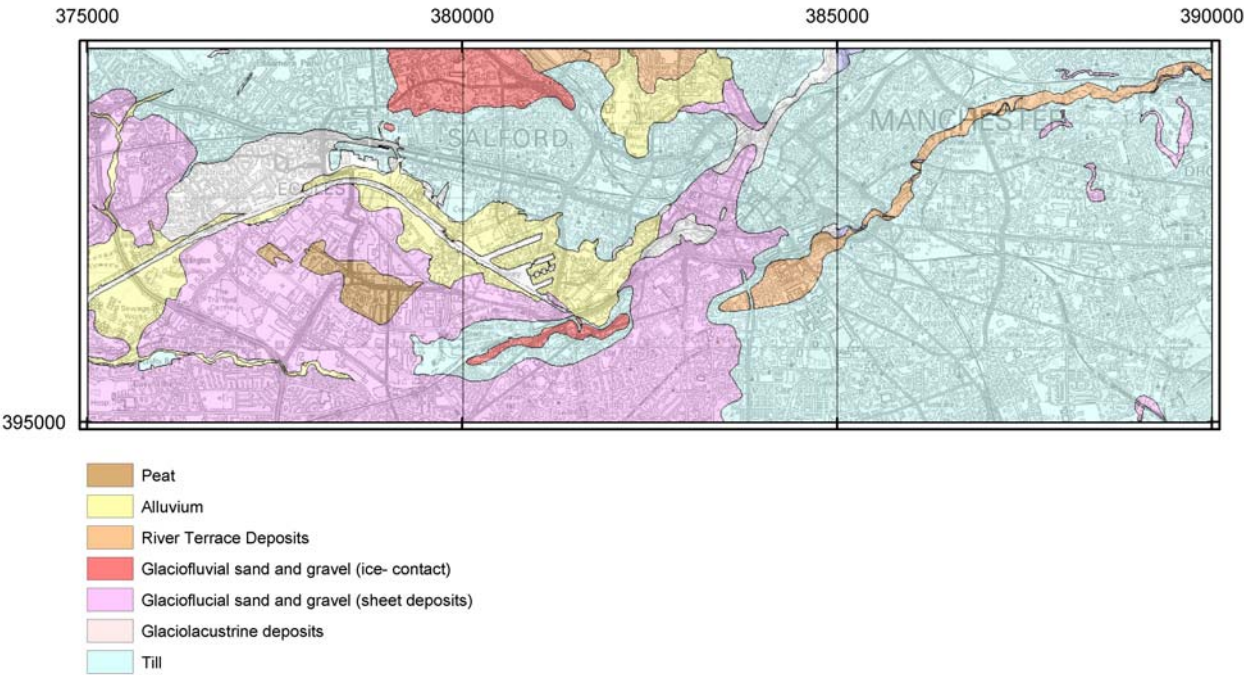 375000 380000 385000 390000
SALFORD
MANCHESTER
ECCLES
395000
Peat
Alluvium
River Terrace Deposits
Glaciofluvial sand and gravel (ice- contact)
Glacioflucial sand and gravel (sheet deposits)
Glaciolacustrine deposits
Till